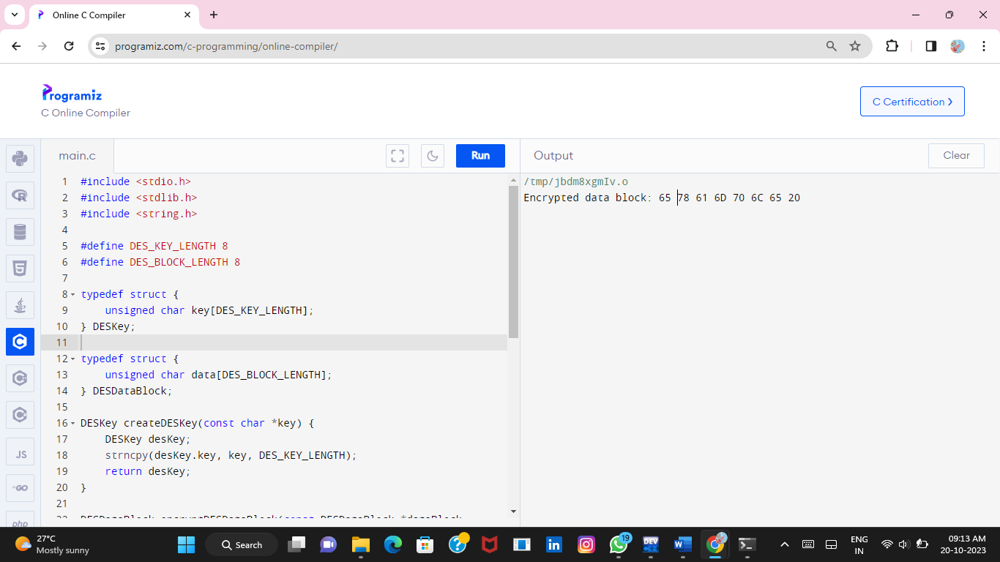 Online C Compiler
programiz.com/c-programming/online-compiler/
Programiz
C Online Compiler
C Certification
main.c
Run
Output
Clear
1 #include <stdio.h>
2 #include <stdlib.h>
3 #include <string.h>
4
5 #define DES_KEY_LENGTH 8
6 #define DES_BLOCK_LENGTH 8
7
8 typedef struct {
9 unsigned char key[DES_KEY_LENGTH];
10 } DESKey;
11
12 typedef struct {
13 unsigned char data[DES_BLOCK_LENGTH];
14 } DESDataBlock;
15
16 DESKey createDESKey(const char *key) {
17 DESKey desKey;
18 strncpy(desKey.key, key, DES_KEY_LENGTH);
19 return desKey;
20 }
21
/tmp/jbdm8xgmIv.o
Encrypted data block: 65 78 61 6D 70 6C 65 20
JS
GO
php
27°C
Mostly sunny
Search
19
DEV
ENG
IN
09:13 AM
20-10-2023